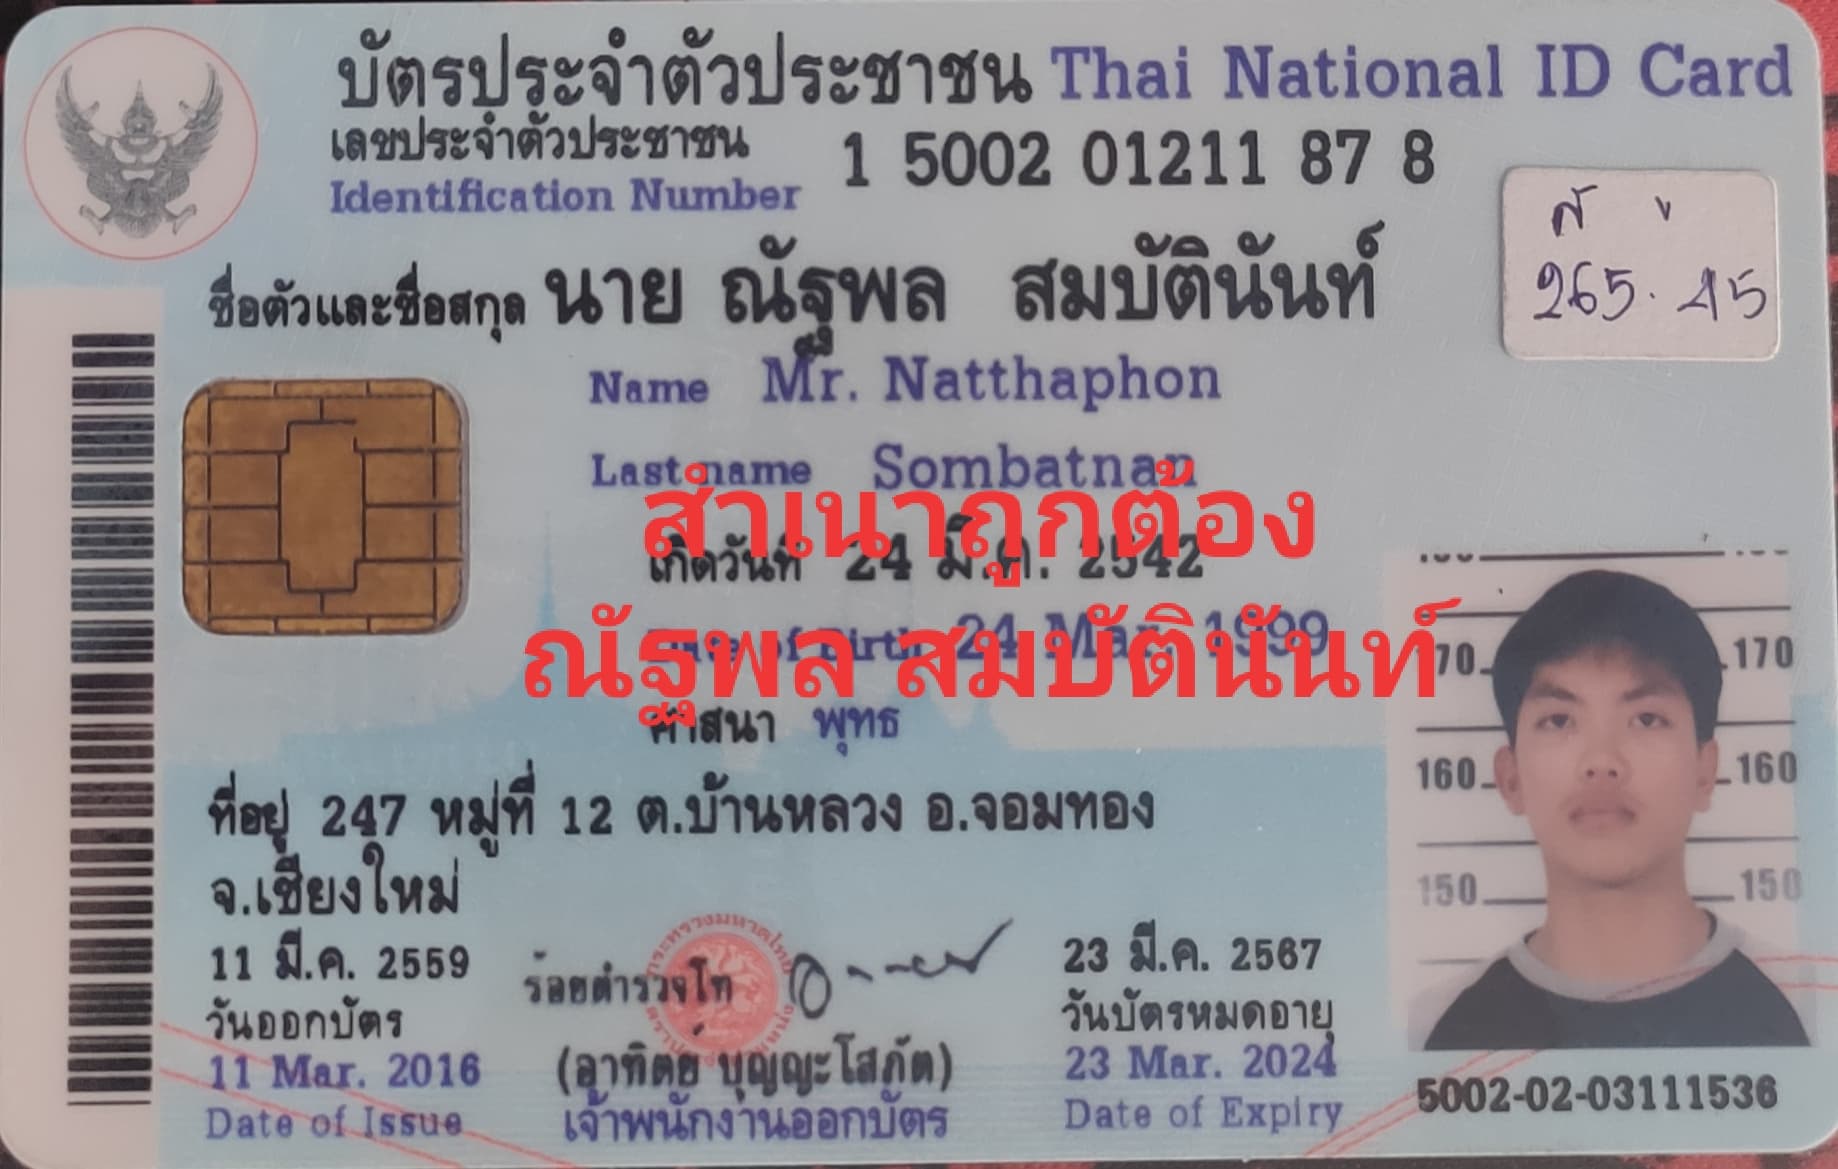 บัตรประจำตัวประชาชน Thai National ID Card
เลขประจำตัวประชาชน 1 5002 01211 87 8
Identification Number
ชื่อตัวและชื่อสกุล นาย ณัฐพล สมบัตินันท์
265.45
Name Mr. Natthaphon
Last name Sombatnan
สำเนาถูกต้อง
เกิดวันที่ 24 มี.ค. 2542
ณัฐพล สมบัตินันท์
Date of Birth 24 Mar. 1999
ศาสนา พุทธ
170 170
160 160
150 150
ที่อยู่ 247 หมู่ที่ 12 ต.บ้านหลวง อ.จอมทอง
จ.เชียงใหม่
11 มี.ค. 2559
วันออกบัตร
11 Mar. 2016
Date of Issue
ร้อยตำรวจโท
(อาทิตย์ บุญญะโสภัต)
เจ้าพนักงานออกบัตร
23 มี.ค. 2567
วันบัตรหมดอายุ
23 Mar. 2024
Date of Expiry
5002-02-03111536